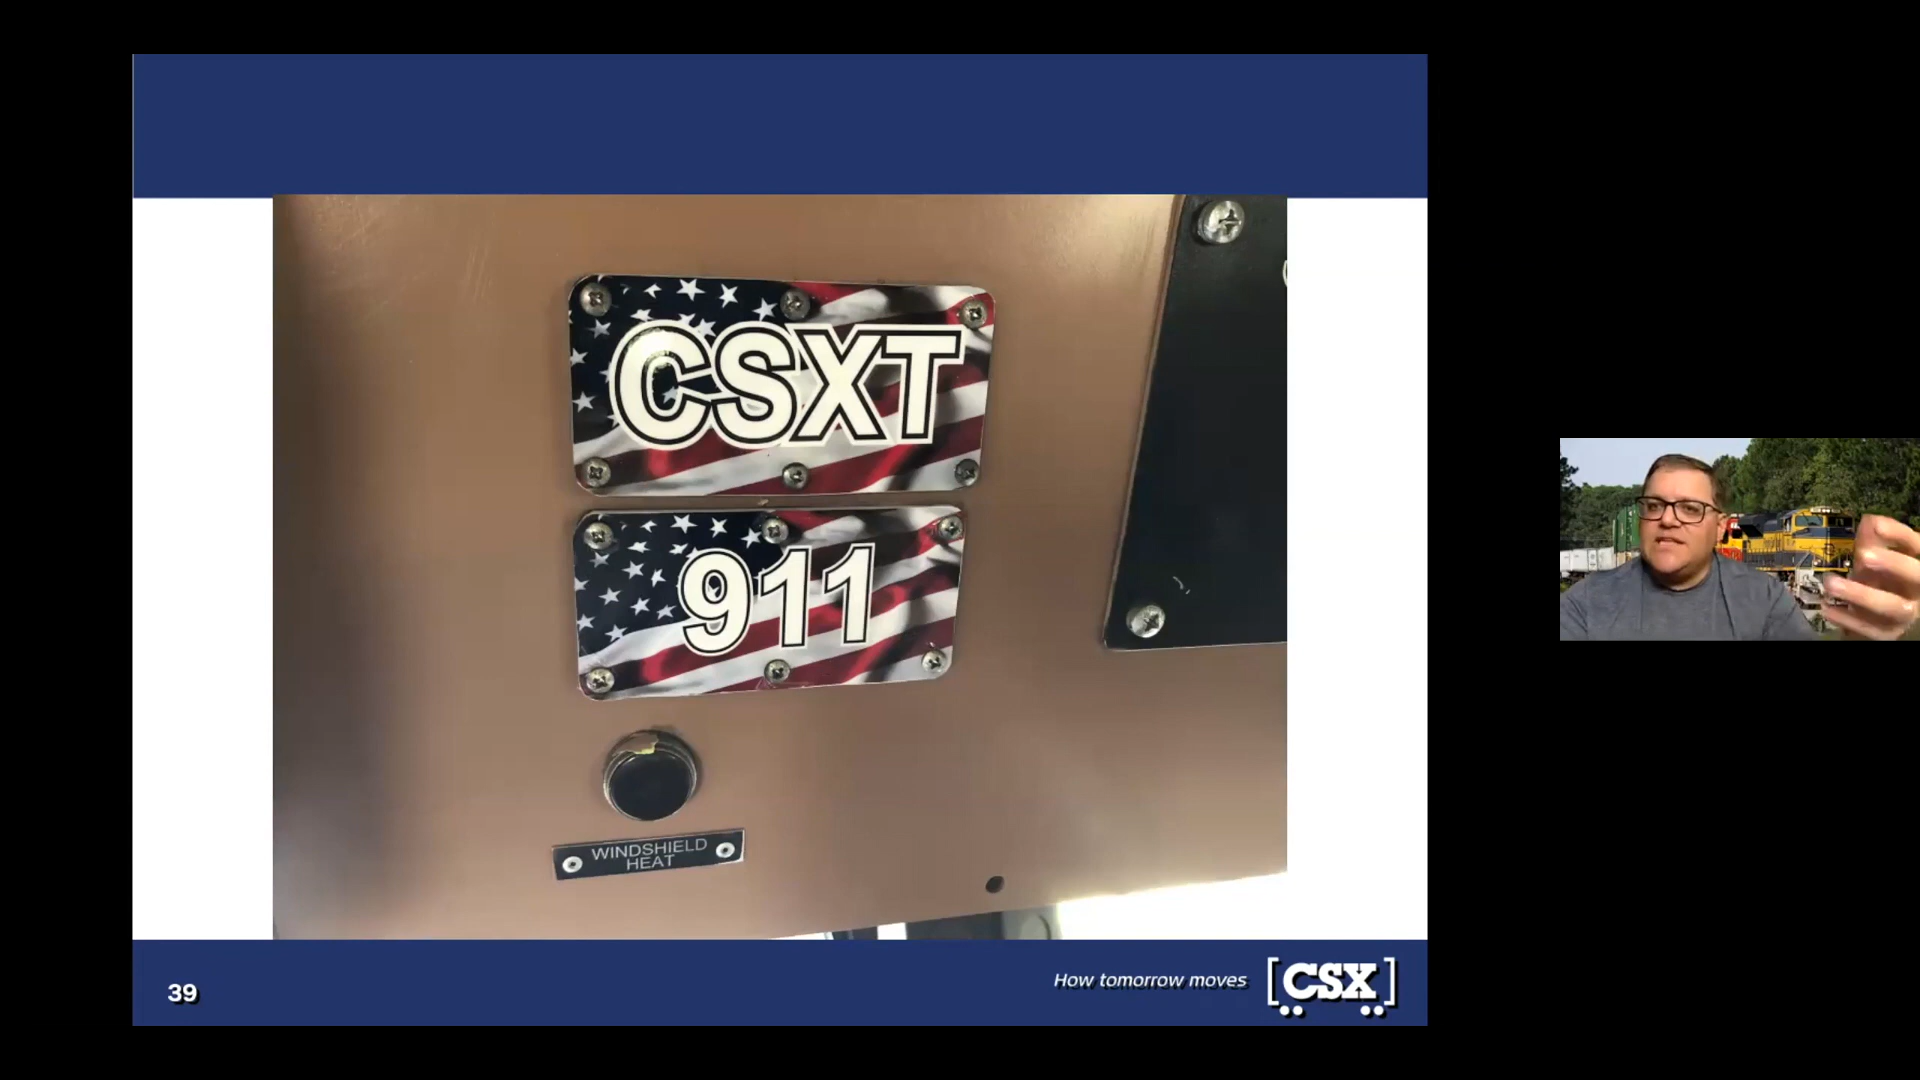 CSXT
911
WINDSHIELD
HEAT
39
How tomorrow moves
CSX